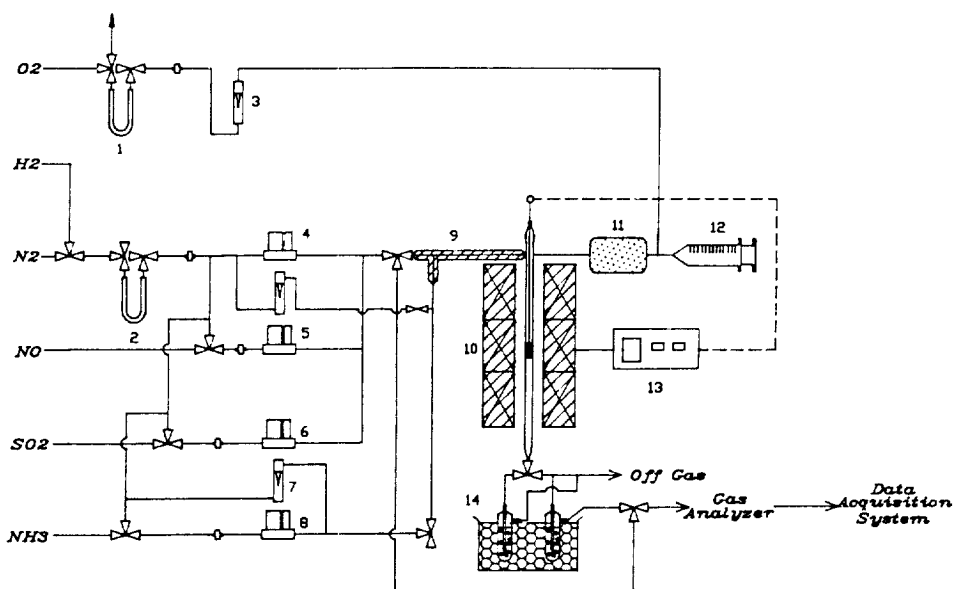 O2
3
1
H2
4
9
11
12
N2
2
5
10
13
NO
6
SO2
7
Off Gas
14
Gas
Analyzer
Data
Acquisition
System
8
NH3